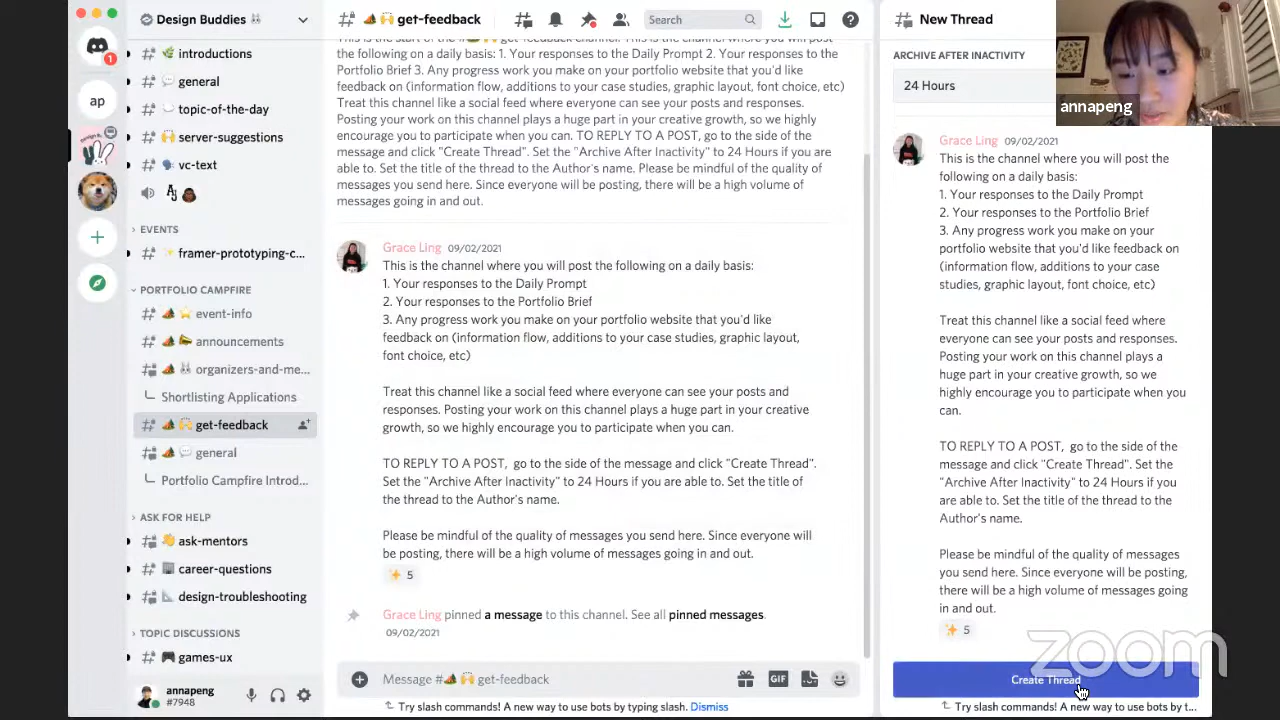 Design Buddies
introductions
general
topic-of-the-day
server-suggestions
vc-text
EVENTS
framer-prototyping-c...
PORTFOLIO CAMPFIRE
event-info
announcements
organizers-and-me...
Shortlisting Applications
get-feedback
general
Portfolio Campfire Introd...
ASK FOR HELP
ask-mentors
career-questions
design-troubleshooting
TOPIC DISCUSSIONS
games-ux
annapeng
#7948
1
ap
get-feedback
Search
This is the start of the #
get-feedback channel. This is the channel where you will post
the following on a daily basis: 1. Your responses to the Daily Prompt 2. Your responses to the
Portfolio Brief 3. Any progress work you make on your portfolio website that you'd like
feedback on (information flow, additions to your case studies, graphic layout, font choice, etc)
Treat this channel like a social feed where everyone can see your posts and responses.
Posting your work on this channel plays a huge part in your creative growth, so we highly
encourage you to participate when you can. TO REPLY TO A POST, go to the side of the
message and click "Create Thread". Set the "Archive After Inactivity" to 24 Hours if you are
able to. Set the title of the thread to the Author's name. Please be mindful of the quality of
messages you send here. Since everyone will be posting, there will be a high volume of
messages going in and out.
Grace Ling 09/02/2021
This is the channel where you will post the following on a daily basis:
1. Your responses to the Daily Prompt
2. Your responses to the Portfolio Brief
3. Any progress work you make on your portfolio website that you'd like
feedback on (information flow, additions to your case studies, graphic layout,
font choice, etc)
Treat this channel like a social feed where everyone can see your posts and
responses. Posting your work on this channel plays a huge part in your creative
growth, so we highly encourage you to participate when you can.
TO REPLY TO A POST, go to the side of the message and click "Create Thread".
Set the "Archive After Inactivity" to 24 Hours if you are able to. Set the title of
the thread to the Author's name.
Please be mindful of the quality of messages you send here. Since everyone will
be posting, there will be a high volume of messages going in and out.
5
Grace Ling pinned a message to this channel. See all pinned messages.
09/02/2021
Message # get-feedback
GIF
Try slash commands! A new way to use bots by typing slash. Dismiss
New Thread
ARCHIVE AFTER INACTIVITY
24 Hours
annapeng
Grace Ling 09/02/2021
This is the channel where you will post the
following on a daily basis:
1. Your responses to the Daily Prompt
2. Your responses to the Portfolio Brief
3. Any progress work you make on your
portfolio website that you'd like feedback on
(information flow, additions to your case
studies, graphic layout, font choice, etc)
Treat this channel like a social feed where
everyone can see your posts and responses.
Posting your work on this channel plays a
huge part in your creative growth, so we
highly encourage you to participate when you
can.
TO REPLY TO A POST, go to the side of the
message and click "Create Thread". Set the
"Archive After Inactivity" to 24 Hours if you
are able to. Set the title of the thread to the
Author's name.
Please be mindful of the quality of messages
you send here. Since everyone will be posting,
there will be a high volume of messages going
in and out.
5
zoom
Create Thread
Try slash commands! A new way to use bots by t...